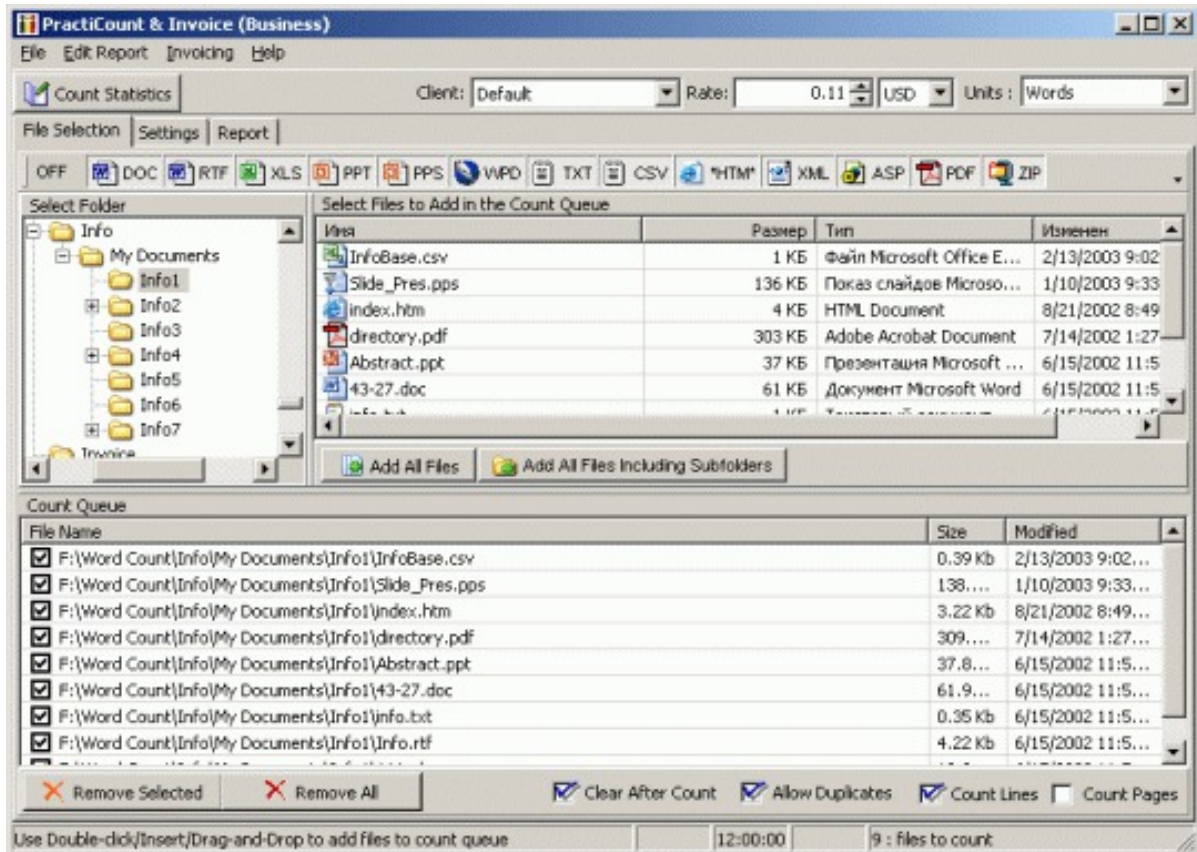 PractiCount & Invoice (Business)
File Edit Report Invoicing Help
Count Statistics Client: Default Rate: 0.11 USD Units : Words
File Selection Settings Report
OFF DOC RTF XLS PPT PPS WPD TXT CSV *HTM* XML ASP PDF ZIP
Select Folder
Info
My Documents
Info1
Info2
Info3
Info4
Info5
Info6
Info7
Invoice
Select Files to Add in the Count Queue
Имя Размер Тип Изменен
InfoBase.csv 1 КБ Файл Microsoft Office E... 2/13/2003 9:02
Slide_Pres.pps 136 КБ Показ слайдов Microso... 1/10/2003 9:33
index.htm 4 КБ HTML Document 8/21/2002 8:49
directory.pdf 303 КБ Adobe Acrobat Document 7/14/2002 1:27
Abstract.ppt 37 КБ Презентация Microsoft ... 6/15/2002 11:5
43-27.doc 61 КБ Документ Microsoft Word 6/15/2002 11:5
Add All Files Add All Files Including Subfolders
Count Queue
File Name Size Modified
F:\Word Count\Info\My Documents\Info1\InfoBase.csv 0.39 Kb 2/13/2003 9:02...
F:\Word Count\Info\My Documents\Info1\Slide_Pres.pps 138.... 1/10/2003 9:33...
F:\Word Count\Info\My Documents\Info1\index.htm 3.22 Kb 8/21/2002 8:49...
F:\Word Count\Info\My Documents\Info1\directory.pdf 309.... 7/14/2002 1:27...
F:\Word Count\Info\My Documents\Info1\Abstract.ppt 37.8... 6/15/2002 11:5...
F:\Word Count\Info\My Documents\Info1\43-27.doc 61.9... 6/15/2002 11:5...
F:\Word Count\Info\My Documents\Info1\info.txt 0.35 Kb 6/15/2002 11:5...
F:\Word Count\Info\My Documents\Info1\Info.rtf 4.22 Kb 6/15/2002 11:5...
Remove Selected Remove All Clear After Count Allow Duplicates Count Lines Count Pages
Use Double-click/Insert/Drag-and-Drop to add files to count queue 12:00:00 9 : files to count